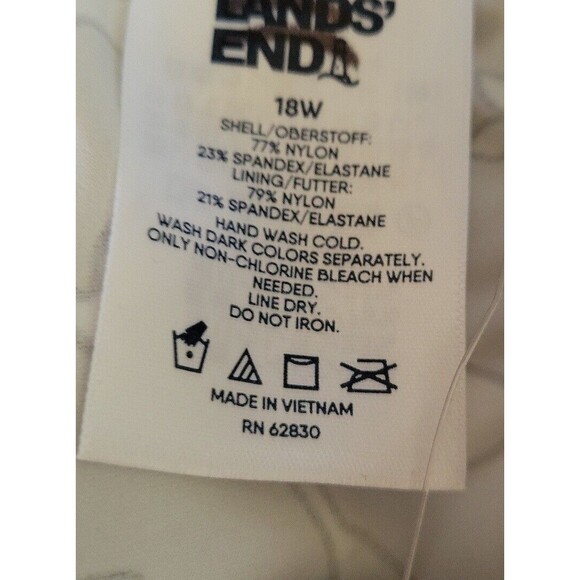 LANDS'
END
18W
SHELL/OBERSTOFF:
77% NYLON
23% SPANDEX/ELASTANE
LINING/FUTTER:
79% NYLON
21% SPANDEX/ELASTANE
HAND WASH COLD.
WASH DARK COLORS SEPARATELY.
ONLY NON-CHLORINE BLEACH WHEN
NEEDED.
LINE DRY.
DO NOT IRON.
MADE IN VIETNAM
RN 62830